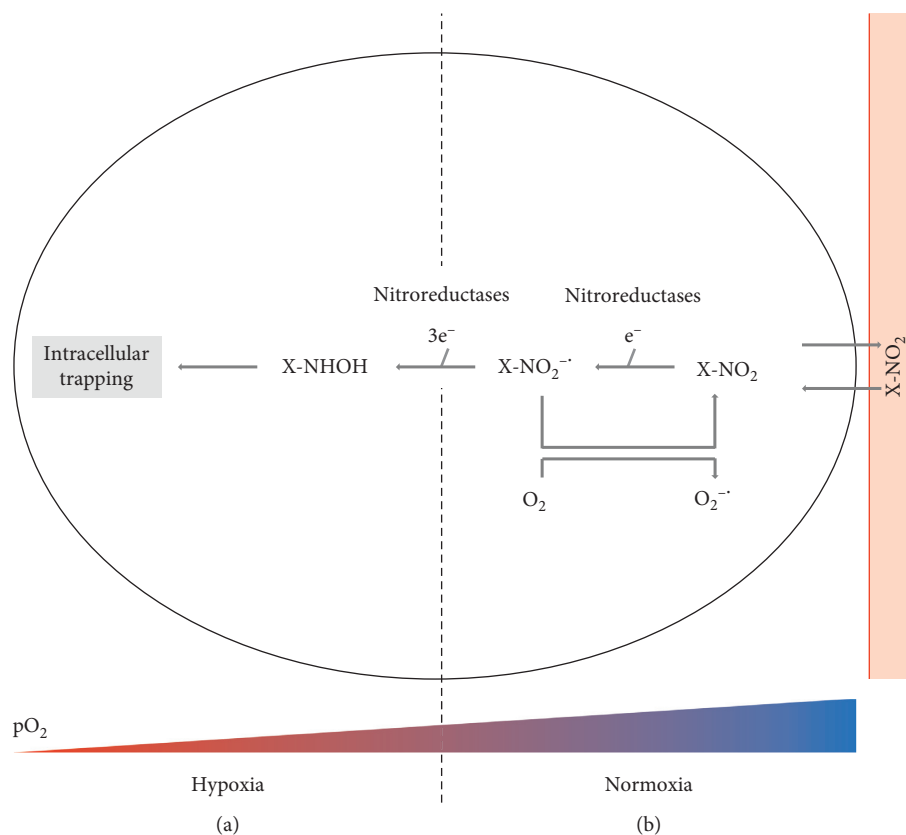 Nitroreductases
Nitroreductases
3e⁻
e⁻
Intracellular
trapping
X-NHOH
X-NO₂⁻·
X-NO₂
X-NO₂
O₂
O₂⁻·
pO₂
Hypoxia
Normoxia
(a)
(b)